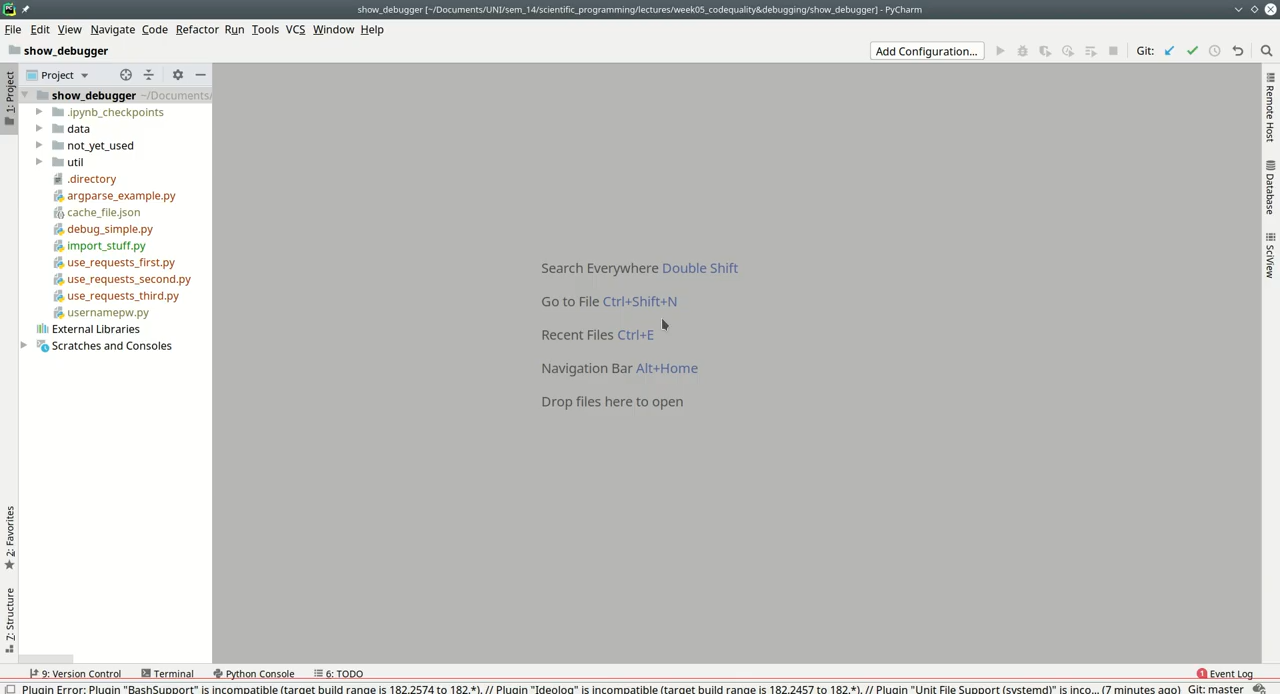 show_debugger [~/Documents/UNI/sem_14/scientific_programming/lectures/week05_codequality&debugging/show_debugger] - PyCharm
File Edit View Navigate Code Refactor Run Tools VCS Window Help
show_debugger
Add Configuration...
Git:
Project
show_debugger ~/Documents/
.ipynb_checkpoints
data
not_yet_used
util
.directory
argparse_example.py
cache_file.json
debug_simple.py
import_stuff.py
use_requests_first.py
use_requests_second.py
use_requests_third.py
usernamepw.py
External Libraries
Scratches and Consoles
1: Project
2: Favorites
7: Structure
Search Everywhere Double Shift
Go to File Ctrl+Shift+N
Recent Files Ctrl+E
Navigation Bar Alt+Home
Drop files here to open
Remote Host
Database
SciView
9: Version Control Terminal Python Console 6: TODO
1 Event Log
Plugin Error: Plugin "BashSupport" is incompatible (target build range is 182.2574 to 182.*). // Plugin "Ideolog" is incompatible (target build range is 182.2457 to 182.*). // Plugin "Unit File Support (systemd)" is inco... (7 minutes ago) Git: master